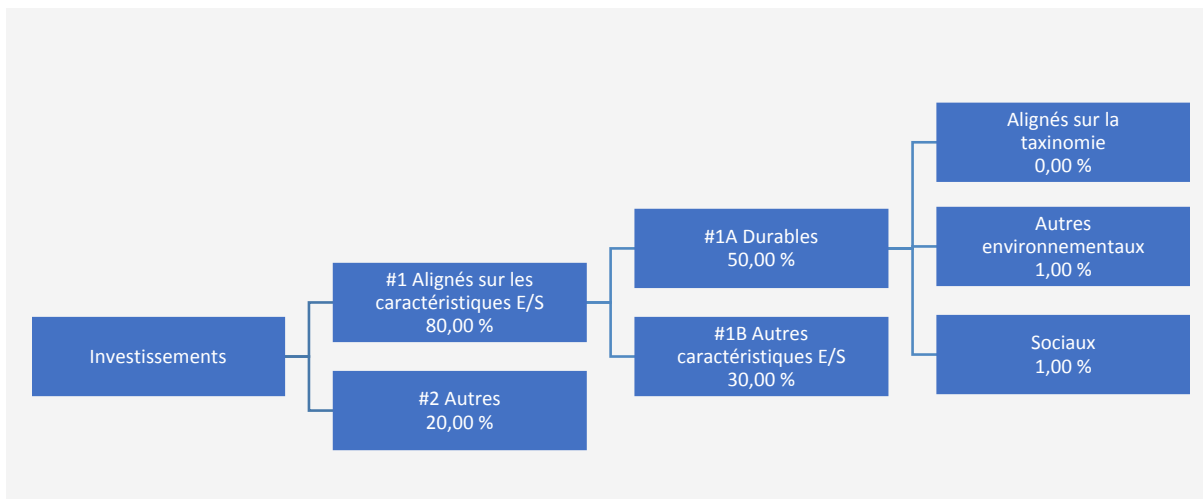 Investissements
#1 Alignés sur les
caractéristiques E/S
80,00 %
#2 Autres
20,00 %
#1A Durables
50,00 %
#1B Autres
caractéristiques E/S
30,00 %
Alignés sur la
taxinomie
0,00 %
Autres
environnementaux
1,00 %
Sociaux
1,00 %